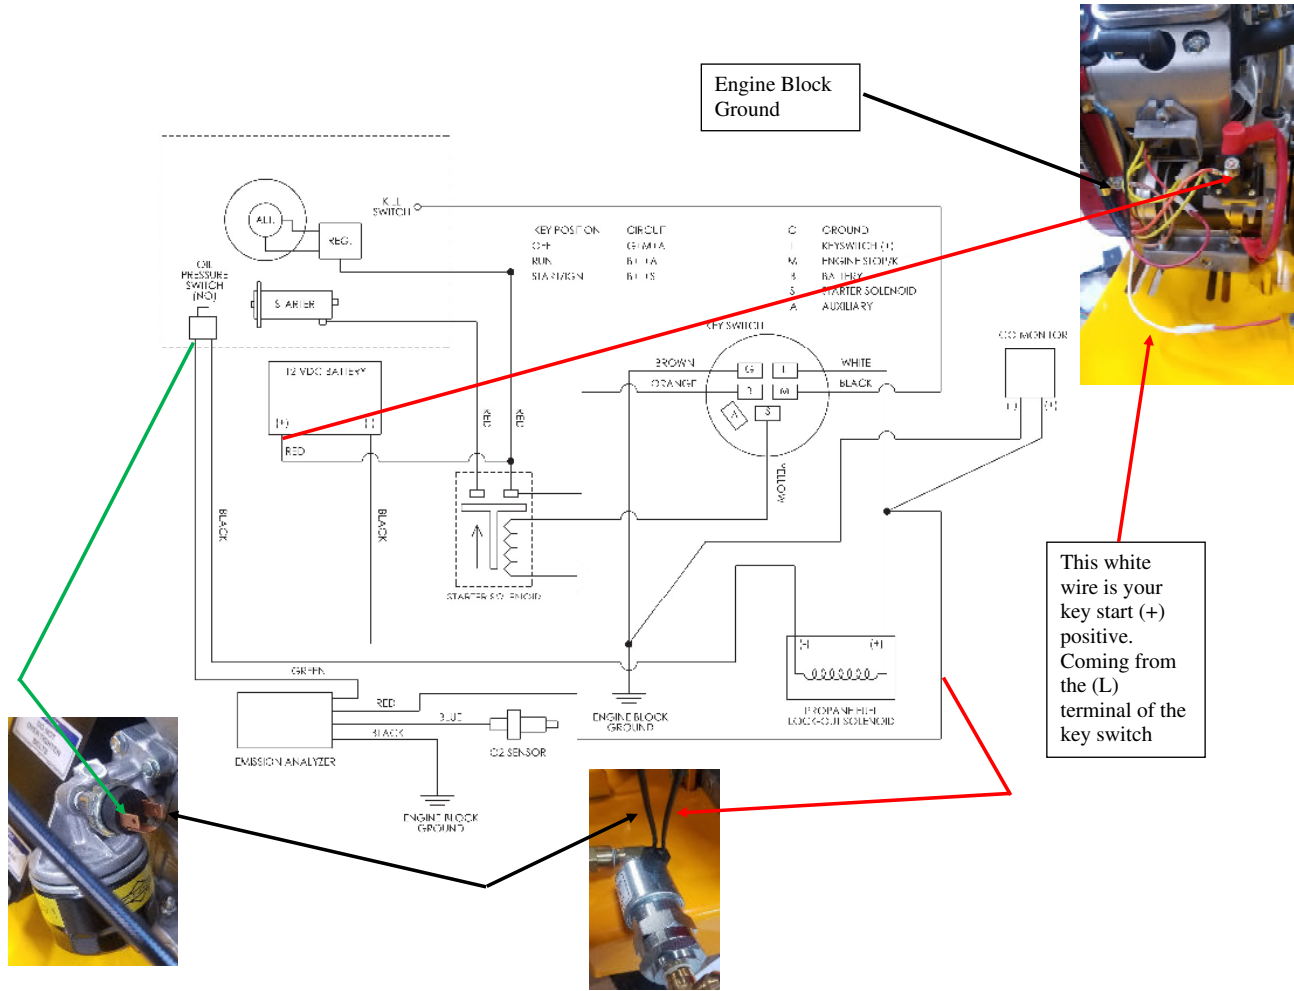 Engine Block
Ground
KILL
SWITCH
ALT.
REG.
OIL
PRESSURE
SWITCH
(NO)
STARTER
KEY POSITION CIRCUIT
OFF G+M+A
RUN
START/IGN
G GROUND
KEYSWITCH (+)
M ENGINE STOP/K
B BATTERY
S STARTER SOLENOID
A AUXILIARY
KEY SWITCH
CO MONITOR
(-) (+)
12 VDC BATTERY
(+) (-)
RED
BROWN
G
WHITE
ORANGE
M
BLACK
A
S
RED
RED
YELLOW
BLACK
BLACK
STARTER SOLENOID
This white
wire is your
key start (+)
positive.
Coming from
the (L)
terminal of the
key switch
(-) (+)
PROPANE FUEL
LOCK-OUT SOLENOID
GREEN
RED
BLUE
BLACK
EMISSION ANALYZER
O2 SENSOR
ENGINE BLOCK
GROUND
ENGINE BLOCK
GROUND
DO NOT
OVERTIGHTEN